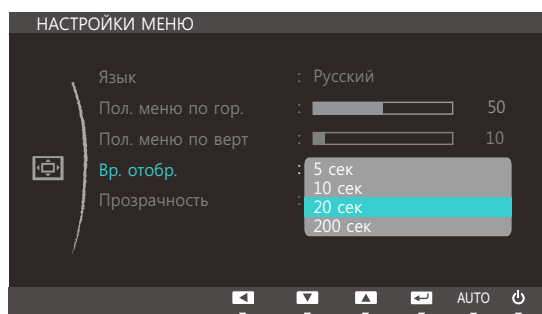 НАСТРОЙКИ МЕНЮ
Язык : Русский
Пол. меню по гор. : 50
Пол. меню по верт : 10
Вр. отобр. : 5 сек
10 сек
Прозрачность : 20 сек
200 сек
AUTO